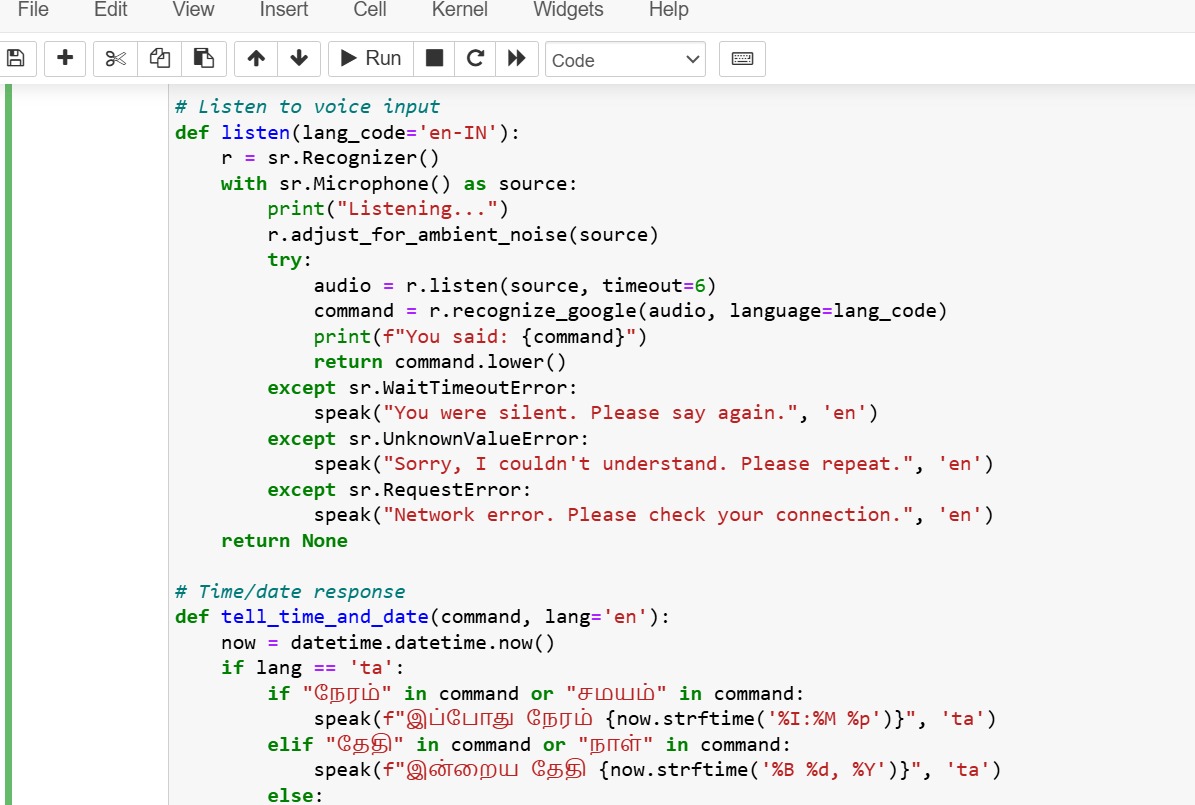 File Edit View Insert Cell Kernel Widgets Help
Run Code
# Listen to voice input
def listen(lang_code='en-IN'):
    r = sr.Recognizer()
    with sr.Microphone() as source:
        print("Listening...")
        r.adjust_for_ambient_noise(source)
        try:
            audio = r.listen(source, timeout=6)
            command = r.recognize_google(audio, language=lang_code)
            print(f"You said: {command}")
            return command.lower()
        except sr.WaitTimeoutError:
            speak("You were silent. Please say again.", 'en')
        except sr.UnknownValueError:
            speak("Sorry, I couldn't understand. Please repeat.", 'en')
        except sr.RequestError:
            speak("Network error. Please check your connection.", 'en')
    return None

# Time/date response
def tell_time_and_date(command, lang='en'):
    now = datetime.datetime.now()
    if lang == 'ta':
        if "நேரம்" in command or "சமயம்" in command:
            speak(f"இப்போது நேரம் {now.strftime('%I:%M %p')}", 'ta')
        elif "தேதி" in command or "நாள்" in command:
            speak(f"இன்றைய தேதி {now.strftime('%B %d, %Y')}", 'ta')
        else: